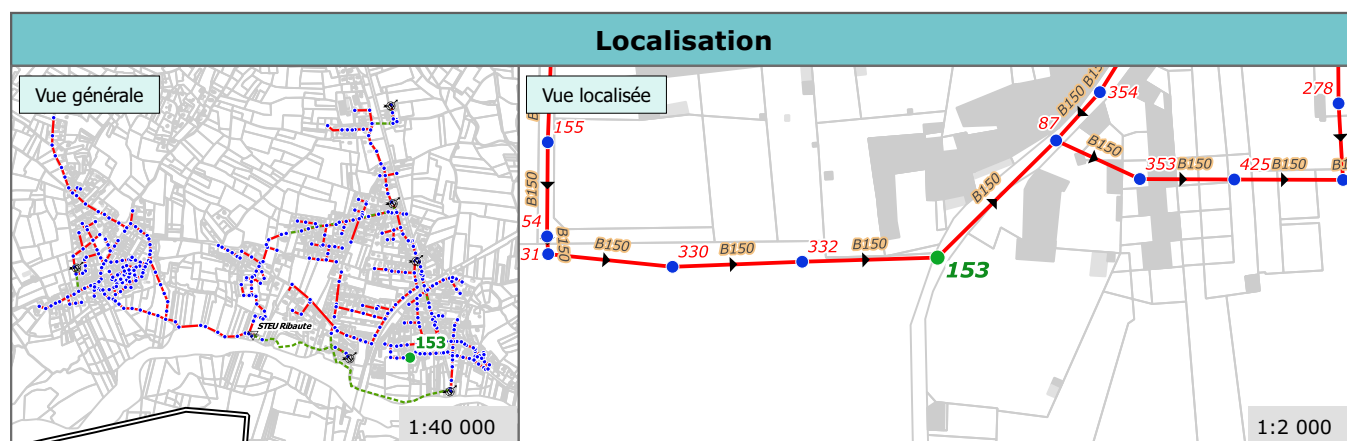 Localisation
Vue générale
STEU Ribaute
153
1:40 000
Vue localisée
155
B150
54
31
B150
B150
330
B150
332
B150
153
B150
87
B150
354
B150
353
B150
425
B150
278
1:2 000